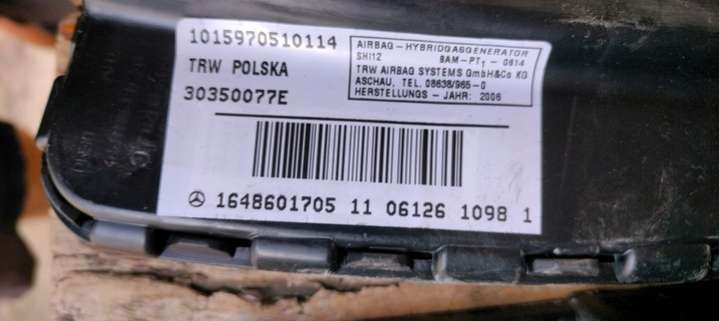 1015970510114
TRW POLSKA
30350077E
AIRBAG-HYBRIDGASGENERATOR
SHI12 BAM-PT₁-0814
TRW AIRBAG SYSTEMS GmbH&Co KG
ASCHAU, TEL. 08638/965-0
HERSTELLUNGS-JAHR: 2006
1648601705 11 06126 1098 1